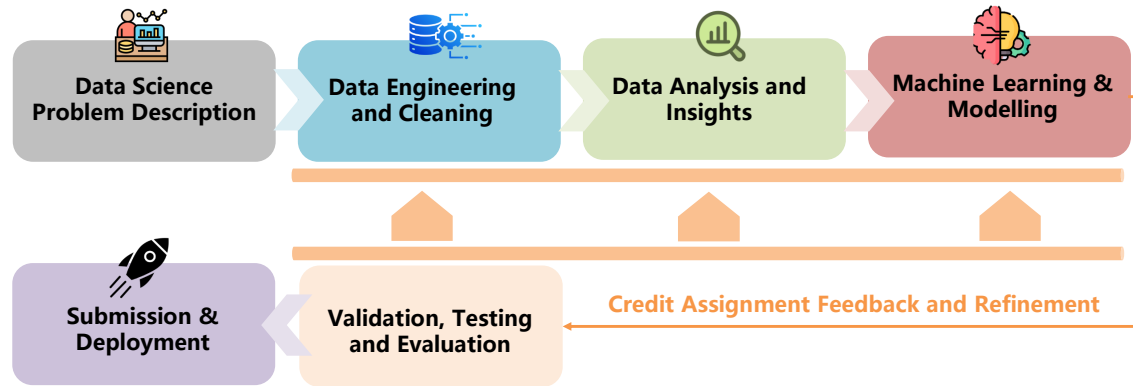 Data Science
Problem Description
Data Engineering
and Cleaning
Data Analysis and
Insights
Machine Learning &
Modelling
Credit Assignment Feedback and Refinement
Validation, Testing
and Evaluation
Submission &
Deployment